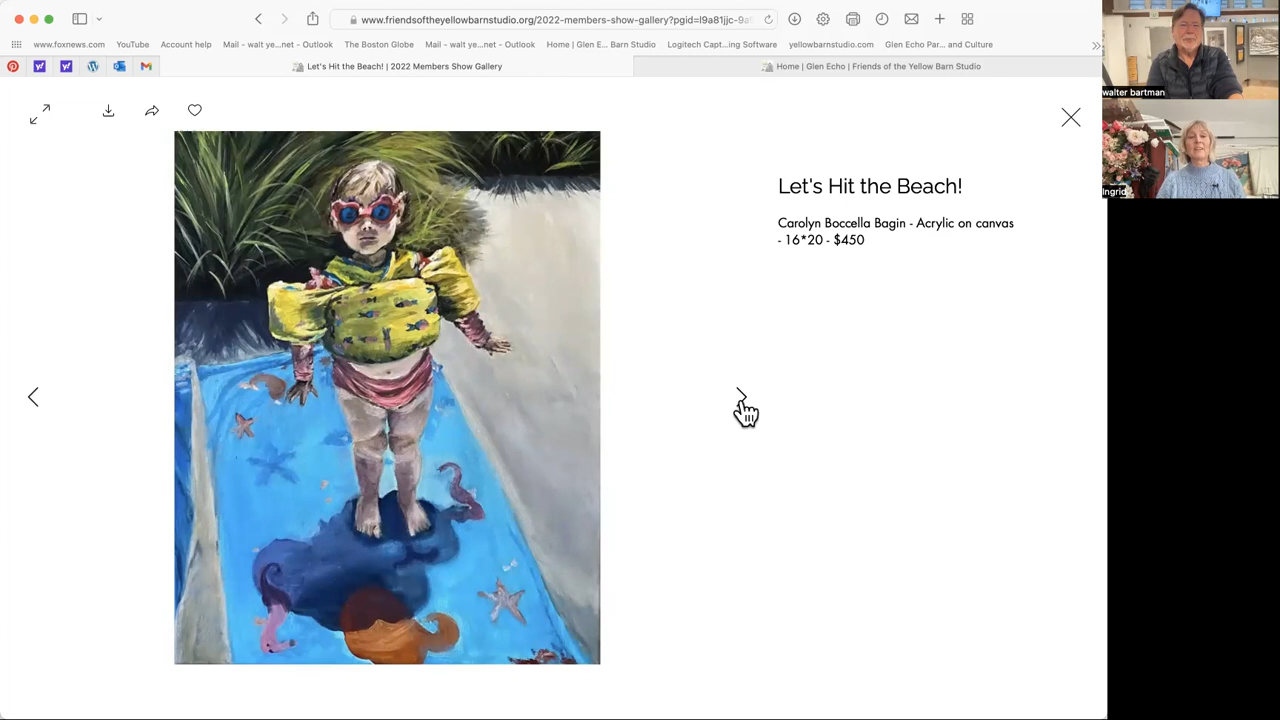 www.friendsoftheyellowbarnstudio.org/2022-members-show-gallery?pgid=l9a81jjc-9a
www.foxnews.com YouTube Account help Mail - walt ye...net - Outlook The Boston Globe Mail - walt ye...net - Outlook Home | Glen E... Barn Studio Logitech Capt...ing Software yellowbarnstudio.com Glen Echo Par... and Culture
Let's Hit the Beach! | 2022 Members Show Gallery
Home | Glen Echo | Friends of the Yellow Barn Studio
walter bartman
Ingrid
Let's Hit the Beach!
Carolyn Boccella Bagin - Acrylic on canvas
- 16*20 - $450